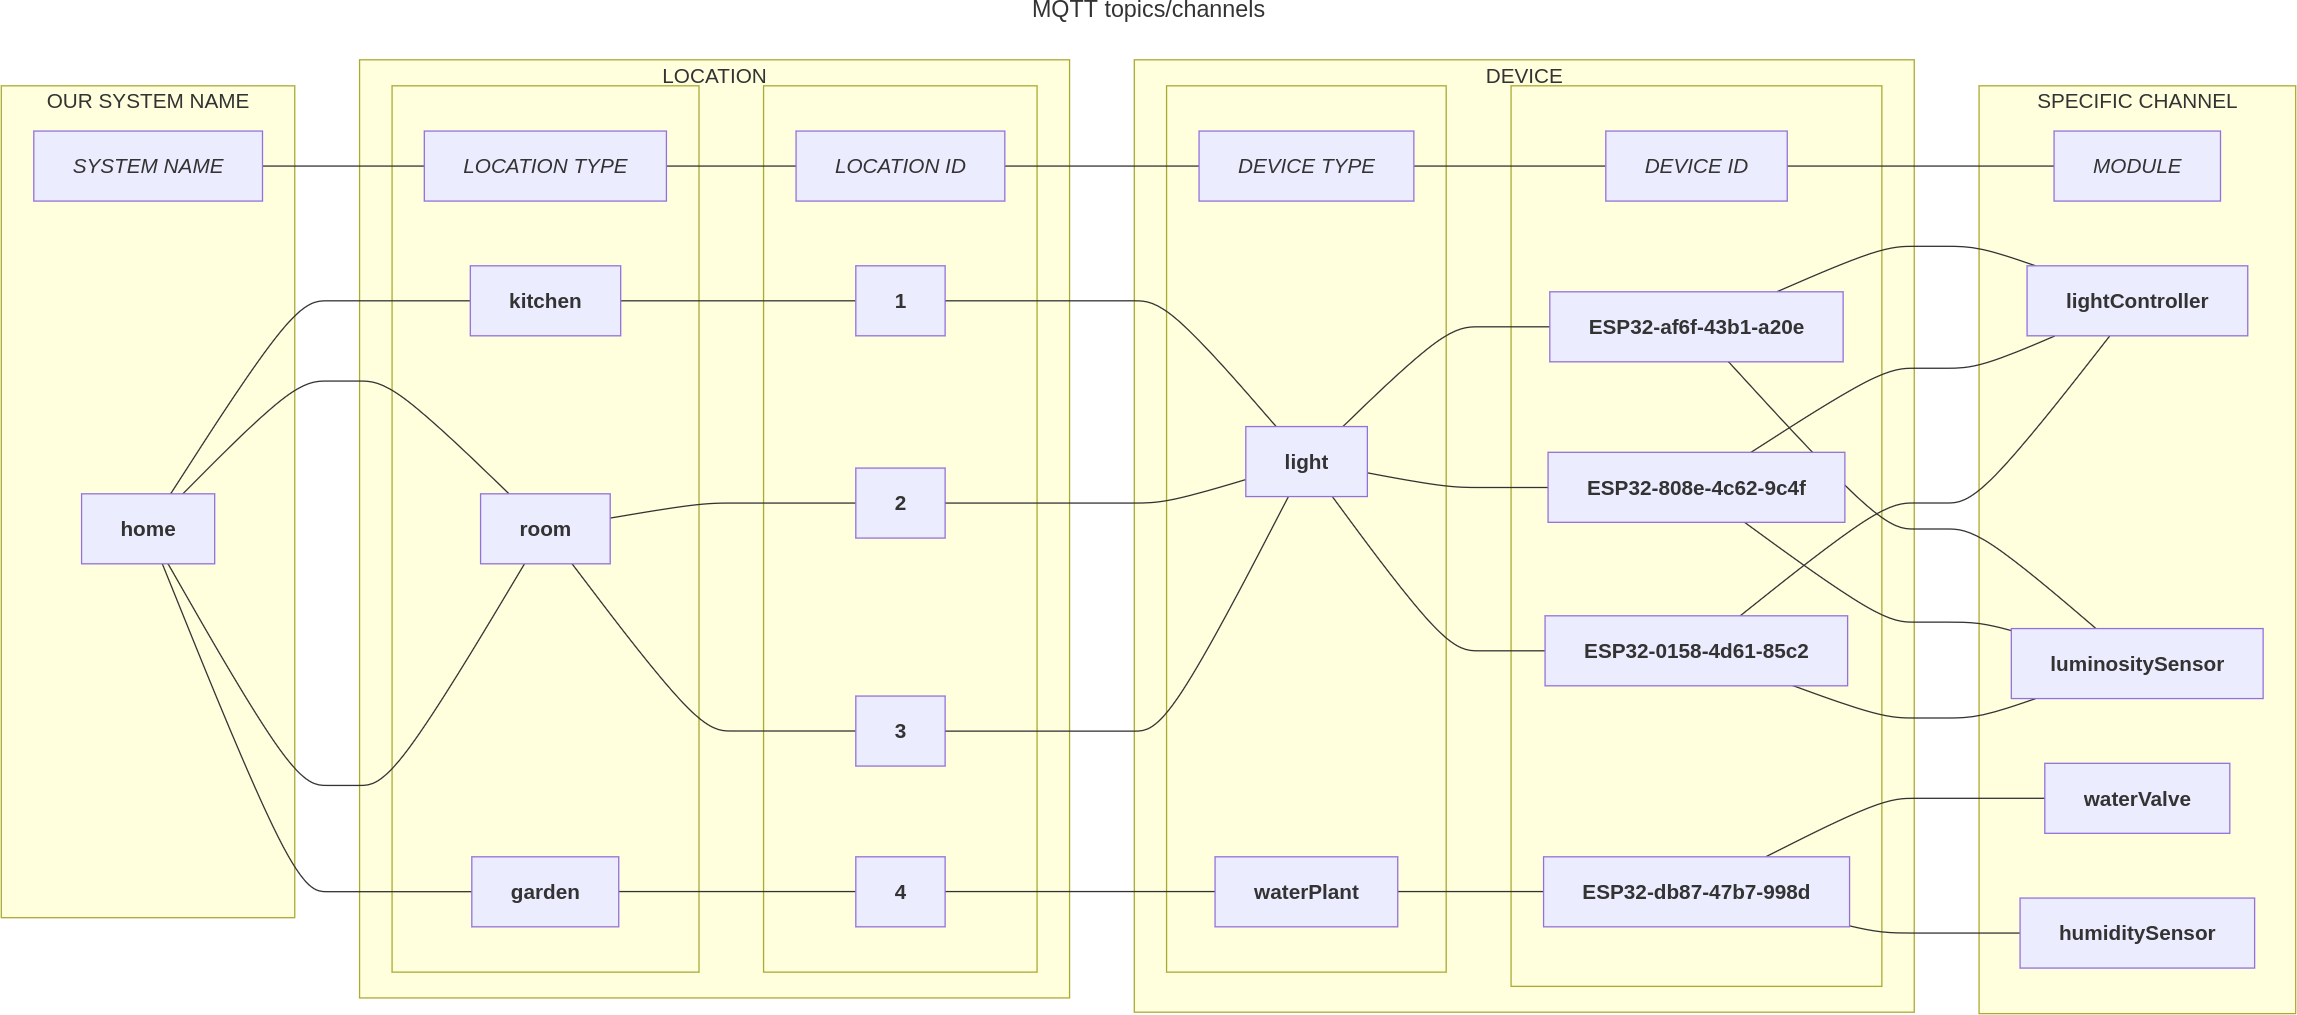 MQTT topics/channels
OUR SYSTEM NAME
LOCATION
DEVICE
SPECIFIC CHANNEL
SYSTEM NAME
LOCATION TYPE
LOCATION ID
DEVICE TYPE
DEVICE ID
MODULE
kitchen
1
ESP32-af6f-43b1-a20e
lightController
home
room
2
light
ESP32-808e-4c62-9c4f
ESP32-0158-4d61-85c2
luminositySensor
3
waterValve
garden
4
waterPlant
ESP32-db87-47b7-998d
humiditySensor